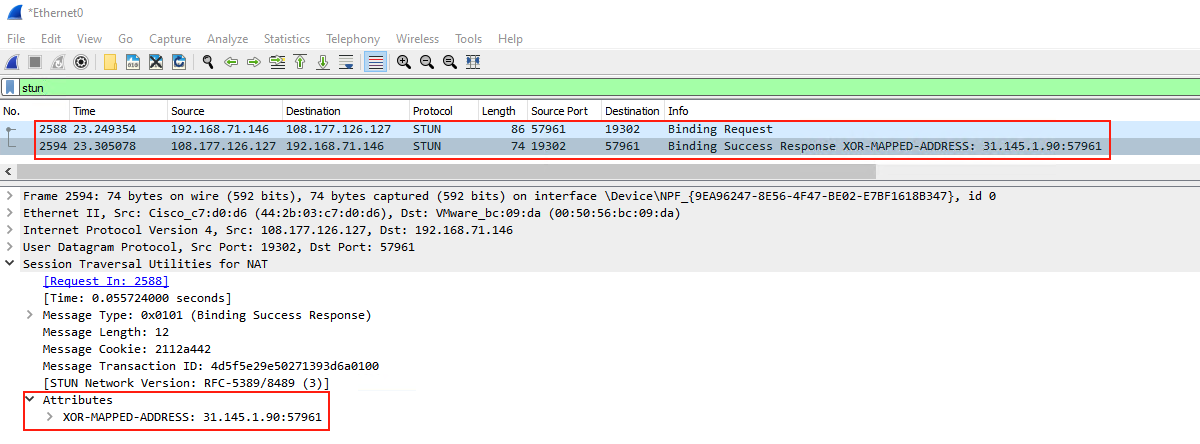 *Ethernet0
File Edit View Go Capture Analyze Statistics Telephony Wireless Tools Help
stun
No. Time Source Destination Protocol Length Source Port Destination Info
2588 23.249354 192.168.71.146 108.177.126.127 STUN 86 57961 19302 Binding Request
2594 23.305078 108.177.126.127 192.168.71.146 STUN 74 19302 57961 Binding Success Response XOR-MAPPED-ADDRESS: 31.145.1.90:57961
Frame 2594: 74 bytes on wire (592 bits), 74 bytes captured (592 bits) on interface \Device\NPF_{9EA96247-8E56-4F47-BE02-E7BF1618B347}, id 0
Ethernet II, Src: Cisco_c7:d0:d6 (44:2b:03:c7:d0:d6), Dst: VMware_bc:09:da (00:50:56:bc:09:da)
Internet Protocol Version 4, Src: 108.177.126.127, Dst: 192.168.71.146
User Datagram Protocol, Src Port: 19302, Dst Port: 57961
Session Traversal Utilities for NAT
[Request In: 2588]
[Time: 0.055724000 seconds]
Message Type: 0x0101 (Binding Success Response)
Message Length: 12
Message Cookie: 2112a442
Message Transaction ID: 4d5f5e29e50271393d6a0100
[STUN Network Version: RFC-5389/8489 (3)]
Attributes
XOR-MAPPED-ADDRESS: 31.145.1.90:57961